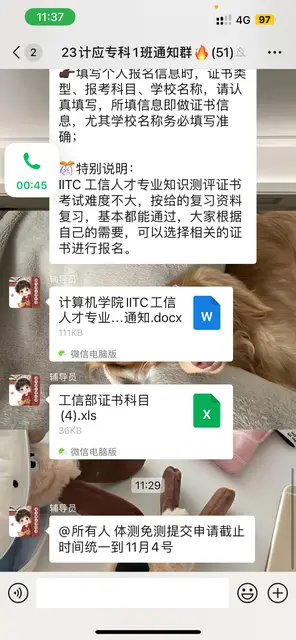 11:37
4G 97
2
23计应专科1班通知群🔥(51)
填写个人报名信息时，证书类
型、报考科目、学校名称，请认
真填写，所填信息即做证书信
息，尤其学校名称务必填写准
确；
00:45
🎊特别说明：
IITC 工信人才专业知识测评证书
考试难度不大，按给的复习资料
复习，基本都能通过，大家根据
自己的需要，可以选择相关的证
书进行报名。
辅导员
计算机学院IITC工信
人才专业...通知.docx
111KB
W
微信电脑版
辅导员
工信部证书科目
(4).xls
36KB
X
微信电脑版
11:29
辅导员
@所有人 体测免测提交申请截止
时间统一到11月4号